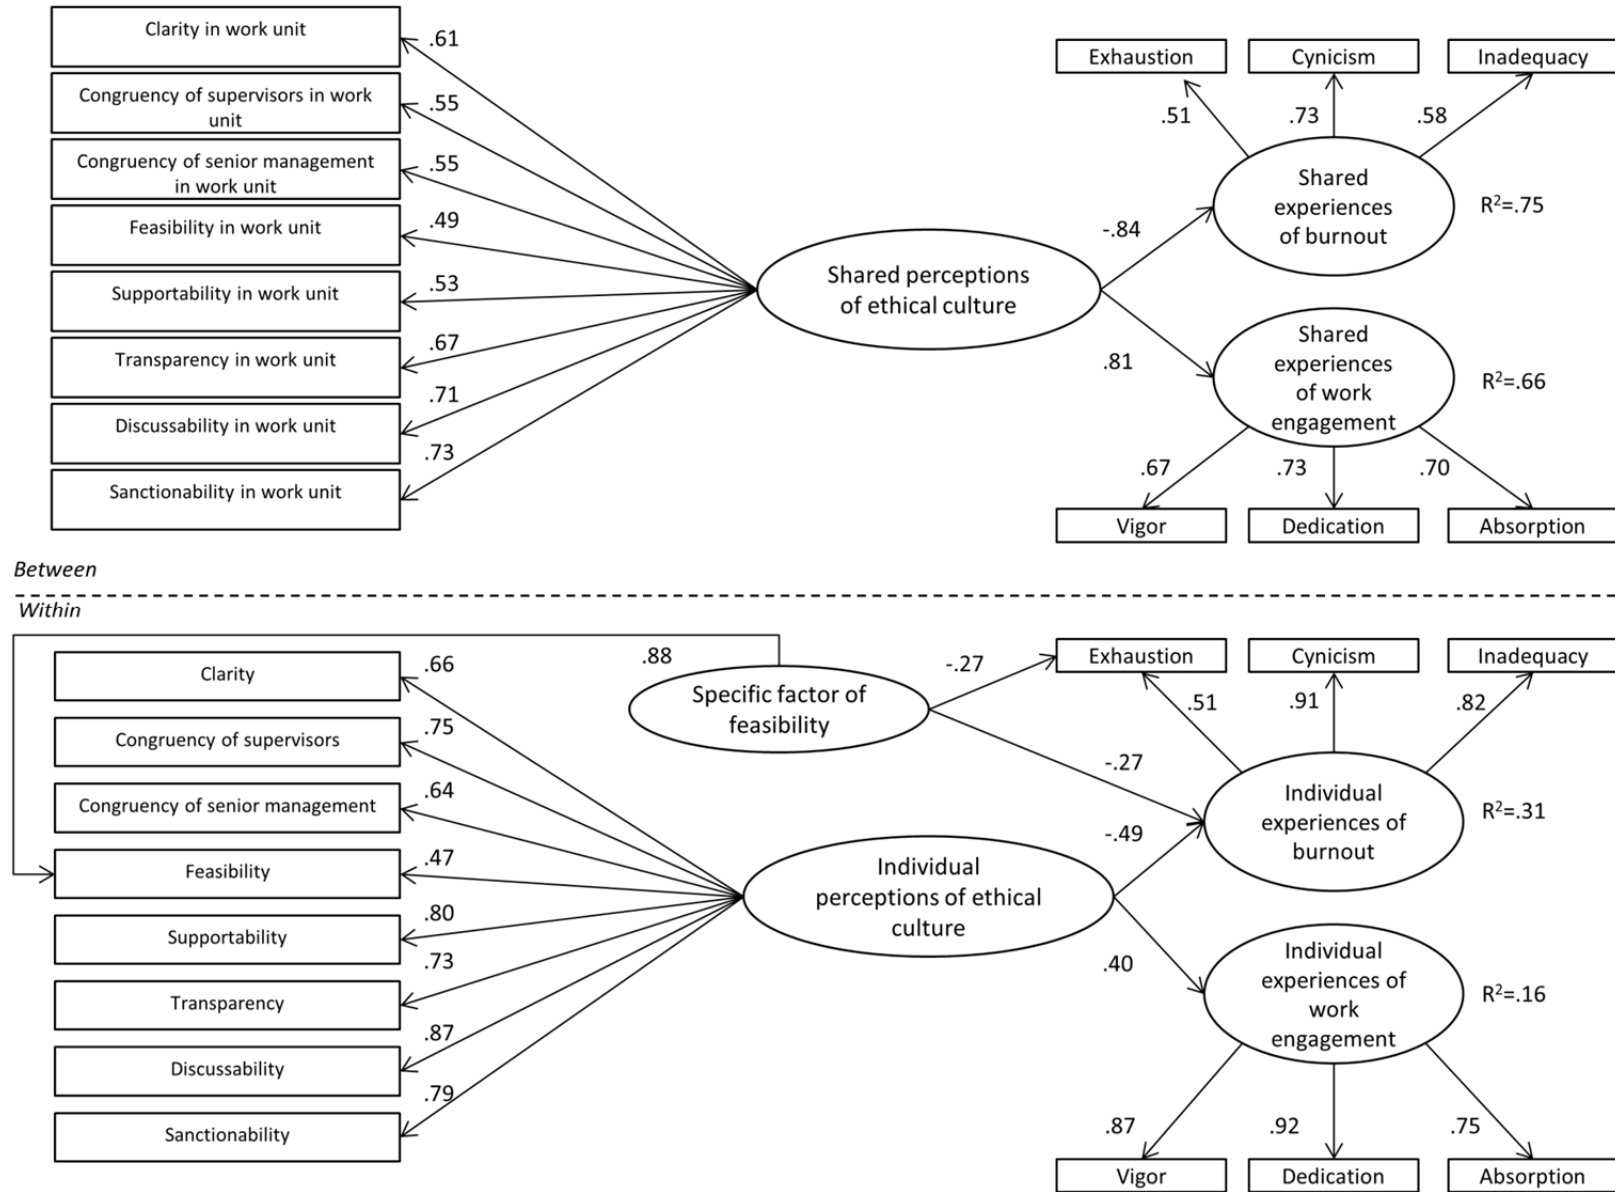 Clarity in work unit
.61
Congruency of supervisors in work
unit
.55
Congruency of senior management
in work unit
.55
Feasibility in work unit
.49
Supportability in work unit
.53
Transparency in work unit
.67
Discussability in work unit
.71
Sanctionability in work unit
.73
Shared perceptions
of ethical culture
-.84
.81
Exhaustion
Cynicism
Inadequacy
.51
.73
.58
Shared
experiences
of burnout
R²=.75
Shared
experiences
of work
engagement
R²=.66
.67
.73
.70
Vigor
Dedication
Absorption
Between
Within
Clarity
.66
Congruency of supervisors
.75
Congruency of senior management
.64
Feasibility
.47
Supportability
.80
Transparency
.73
Discussability
.87
Sanctionability
.79
.88
Specific factor of
feasibility
-.27
-.27
Individual
perceptions of ethical
culture
-.49
.40
Exhaustion
Cynicism
Inadequacy
.51
.91
.82
Individual
experiences of
burnout
R²=.31
Individual
experiences of
work
engagement
R²=.16
.87
.92
.75
Vigor
Dedication
Absorption